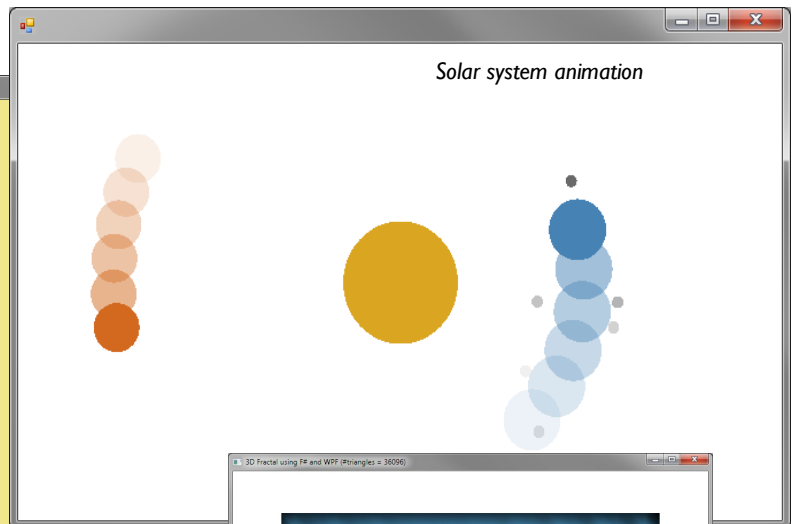 Solar system animation
3D Fractal using F# and WPF (#triangles = 36096)